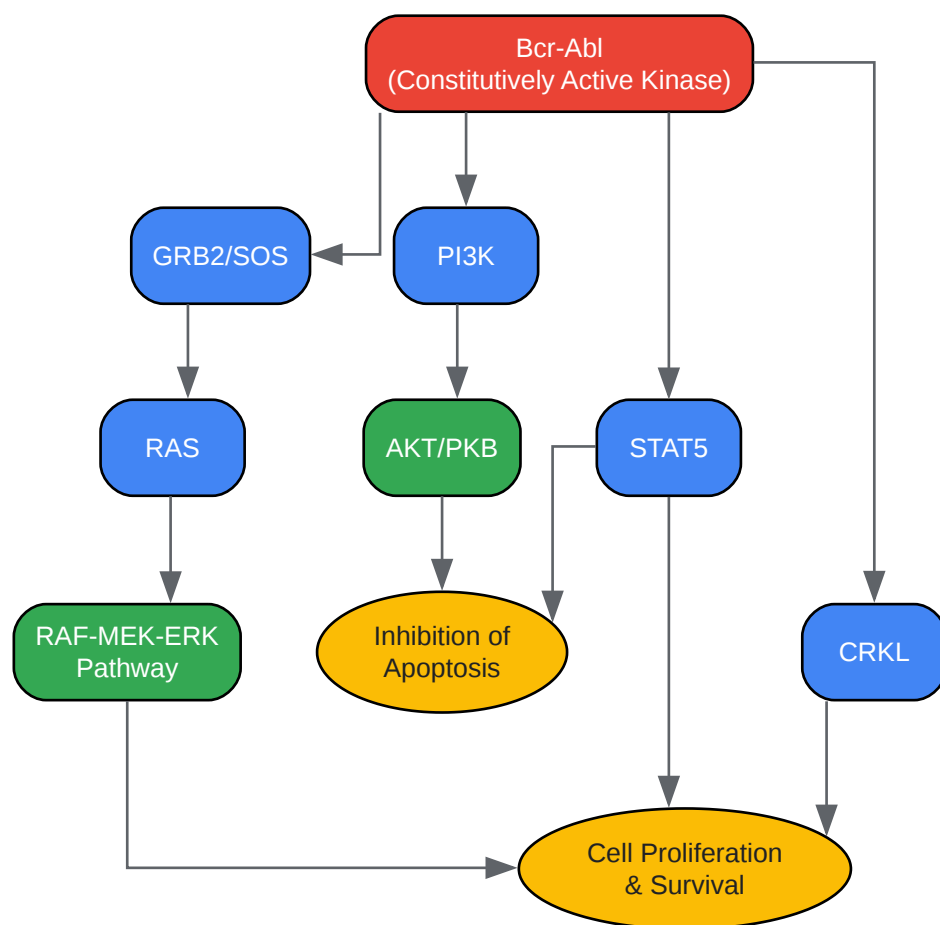 Bcr-Abl
(Constitutively Active Kinase)
GRB2/SOS
PI3K
RAS
AKT/PKB
STAT5
RAF-MEK-ERK
Pathway
Inhibition of
Apoptosis
CRKL
Cell Proliferation
& Survival